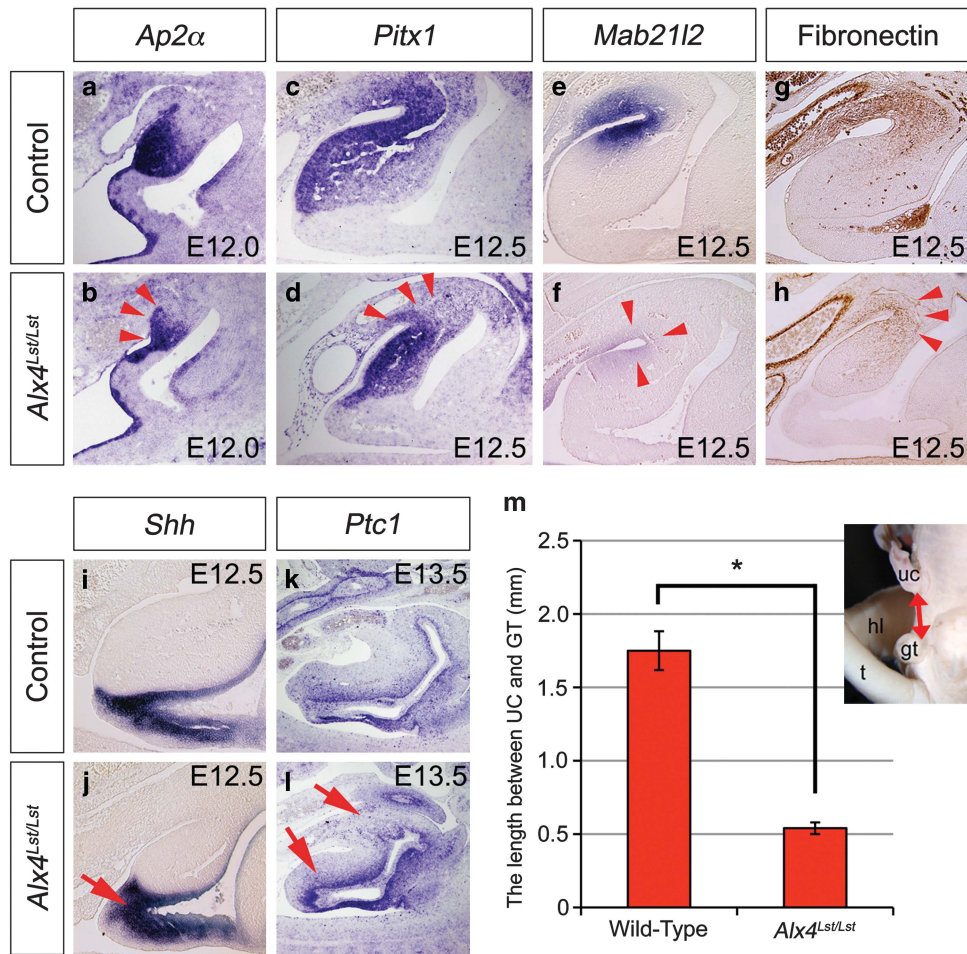 Ap2α Pitx1 Mab21l2 Fibronectin
Control
a c e g
E12.0 E12.5 E12.5 E12.5
Alx4Lst/Lst
b d f h
E12.0 E12.5 E12.5 E12.5
Shh Ptc1
Control
i E12.5 k E13.5
Alx4Lst/Lst
j E12.5 l E13.5
m
The length between UC and GT (mm)
2.5
2.0
1.5
1.0
0.5
0
*
Wild-Type Alx4Lst/Lst
uc
hl
gt
t